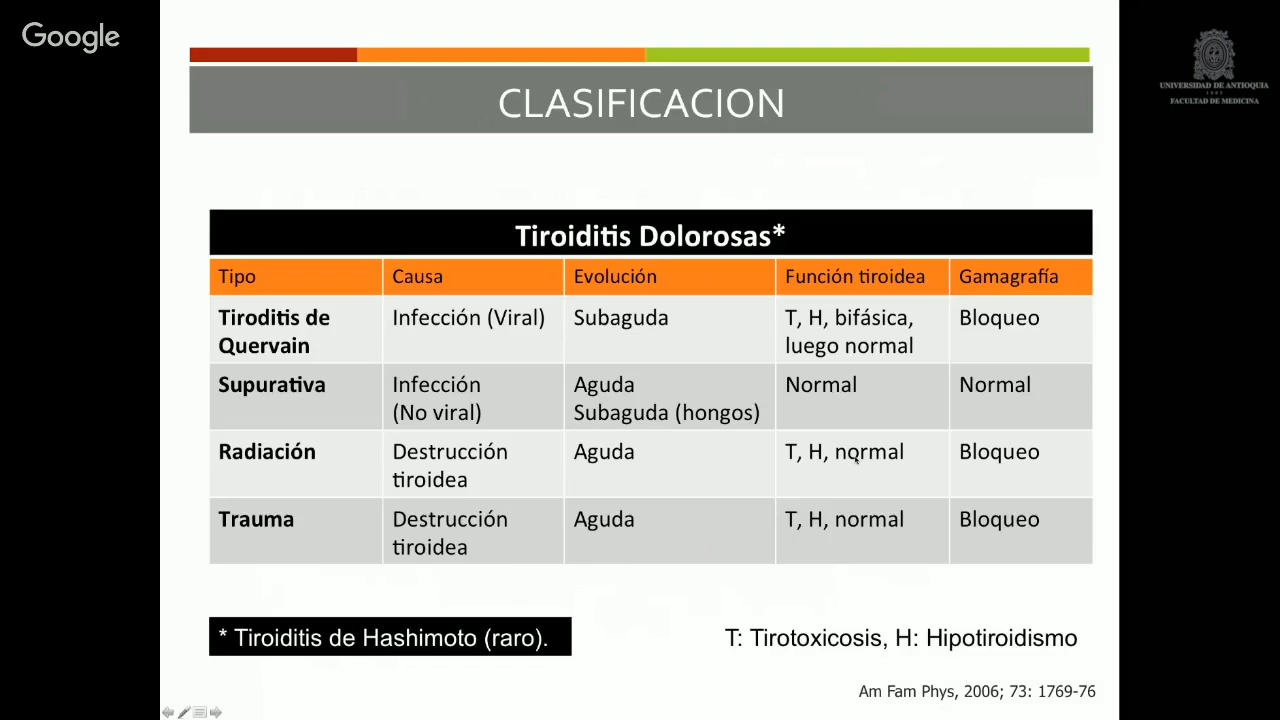 Google
UNIVERSIDAD DE ANTIOQUIA
1803
FACULTAD DE MEDICINA
CLASIFICACION
Tiroiditis Dolorosas*
Tipo Causa Evolución Función tiroidea Gamagrafía
Tiroditis de Infección (Viral) Subaguda T, H, bifásica, Bloqueo
Quervain luego normal
Supurativa Infección Aguda Normal Normal
(No viral) Subaguda (hongos)
Radiación Destrucción Aguda T, H, normal Bloqueo
tiroidea
Trauma Destrucción Aguda T, H, normal Bloqueo
tiroidea
* Tiroiditis de Hashimoto (raro). T: Tirotoxicosis, H: Hipotiroidismo
Am Fam Phys, 2006; 73: 1769-76